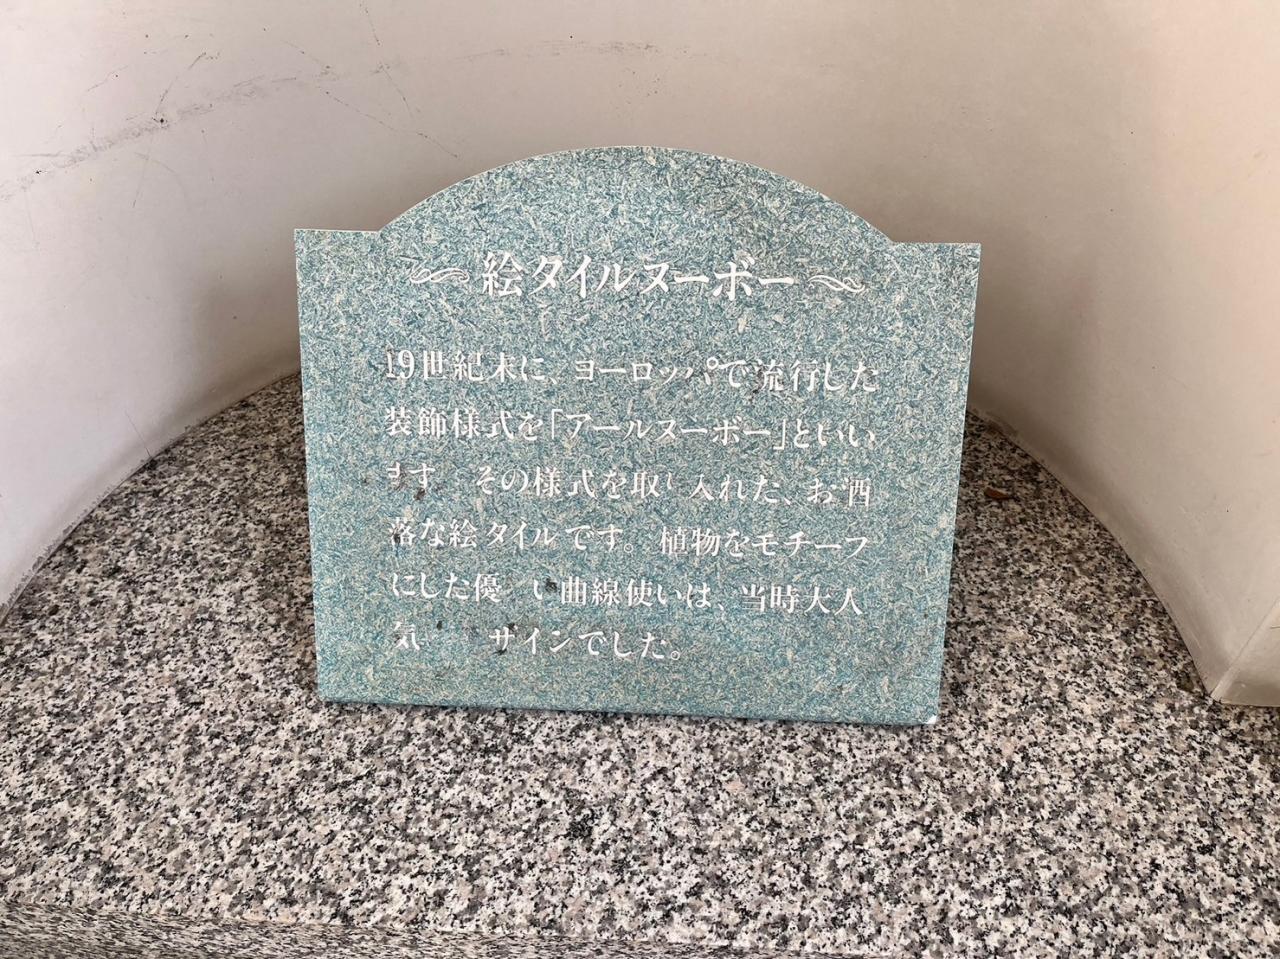 絵タイルヌーボー
19世紀末に、ヨーロッパで流行した
装飾様式を「アールヌーボー」といい
ます。その様式を取り入れた、お洒
落な絵タイルです。植物をモチーフ
にした優 い曲線使いは、当時大人
気 ザインでした。